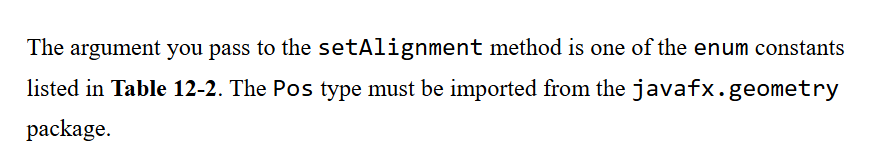 The argument you pass to the setAlignment method is one of the enum constants
listed in Table 12-2. The Pos type must be imported from the javafx.geometry
package.